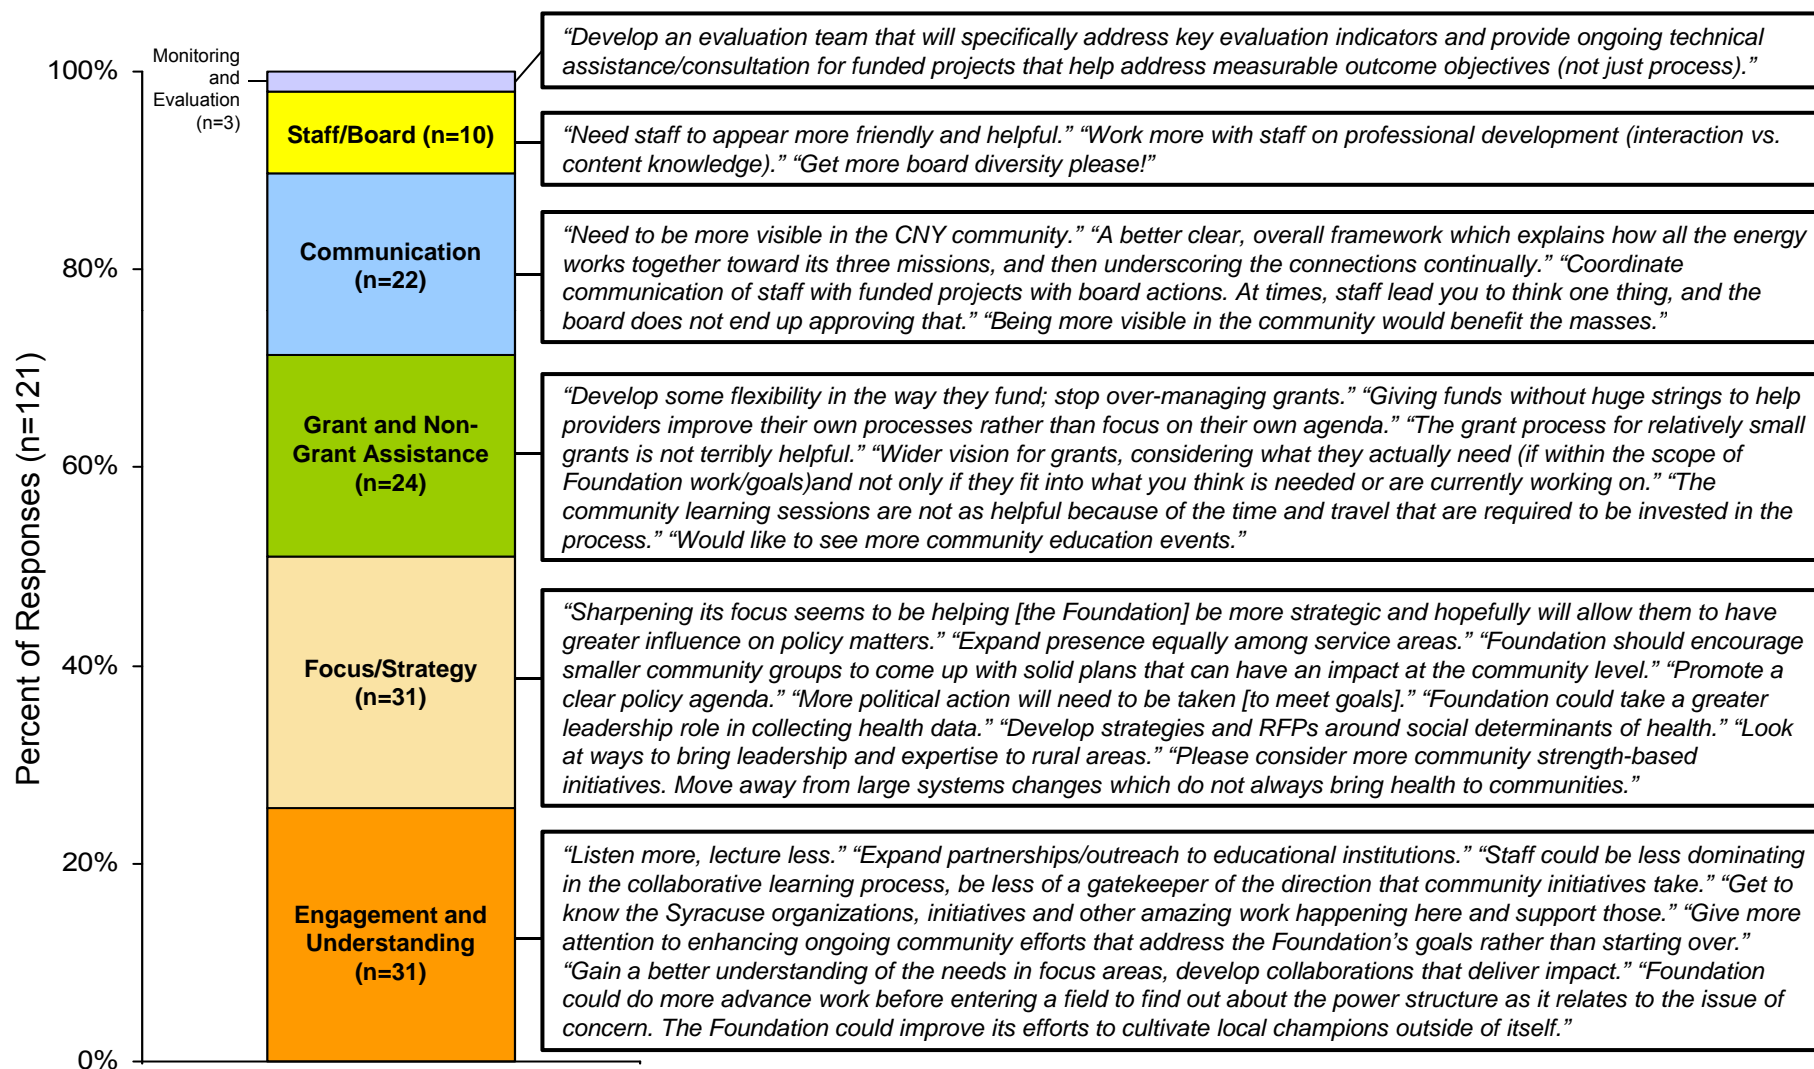 Percent of Responses (n=121)
100%
80%
60%
40%
20%
0%
Monitoring
and
Evaluation
(n=3)
“Develop an evaluation team that will specifically address key evaluation indicators and provide ongoing technical
assistance/consultation for funded projects that help address measurable outcome objectives (not just process).”
Staff/Board (n=10)
“Need staff to appear more friendly and helpful.” “Work more with staff on professional development (interaction vs.
content knowledge).” “Get more board diversity please!”
Communication
(n=22)
“Need to be more visible in the CNY community.” “A better clear, overall framework which explains how all the energy
works together toward its three missions, and then underscoring the connections continually.” “Coordinate
communication of staff with funded projects with board actions. At times, staff lead you to think one thing, and the
board does not end up approving that.” “Being more visible in the community would benefit the masses.”
Grant and Non-
Grant Assistance
(n=24)
“Develop some flexibility in the way they fund; stop over-managing grants.” “Giving funds without huge strings to help
providers improve their own processes rather than focus on their own agenda.” “The grant process for relatively small
grants is not terribly helpful.” “Wider vision for grants, considering what they actually need (if within the scope of
Foundation work/goals)and not only if they fit into what you think is needed or are currently working on.” “The
community learning sessions are not as helpful because of the time and travel that are required to be invested in the
process.” “Would like to see more community education events.”
Focus/Strategy
(n=31)
“Sharpening its focus seems to be helping [the Foundation] be more strategic and hopefully will allow them to have
greater influence on policy matters.” “Expand presence equally among service areas.” “Foundation should encourage
smaller community groups to come up with solid plans that can have an impact at the community level.” “Promote a
clear policy agenda.” “More political action will need to be taken [to meet goals].” “Foundation could take a greater
leadership role in collecting health data.” “Develop strategies and RFPs around social determinants of health.” “Look
at ways to bring leadership and expertise to rural areas.” “Please consider more community strength-based
initiatives. Move away from large systems changes which do not always bring health to communities.”
Engagement and
Understanding
(n=31)
“Listen more, lecture less.” “Expand partnerships/outreach to educational institutions.” “Staff could be less dominating
in the collaborative learning process, be less of a gatekeeper of the direction that community initiatives take.” “Get to
know the Syracuse organizations, initiatives and other amazing work happening here and support those.” “Give more
attention to enhancing ongoing community efforts that address the Foundation’s goals rather than starting over.”
“Gain a better understanding of the needs in focus areas, develop collaborations that deliver impact.” “Foundation
could do more advance work before entering a field to find out about the power structure as it relates to the issue of
concern. The Foundation could improve its efforts to cultivate local champions outside of itself.”